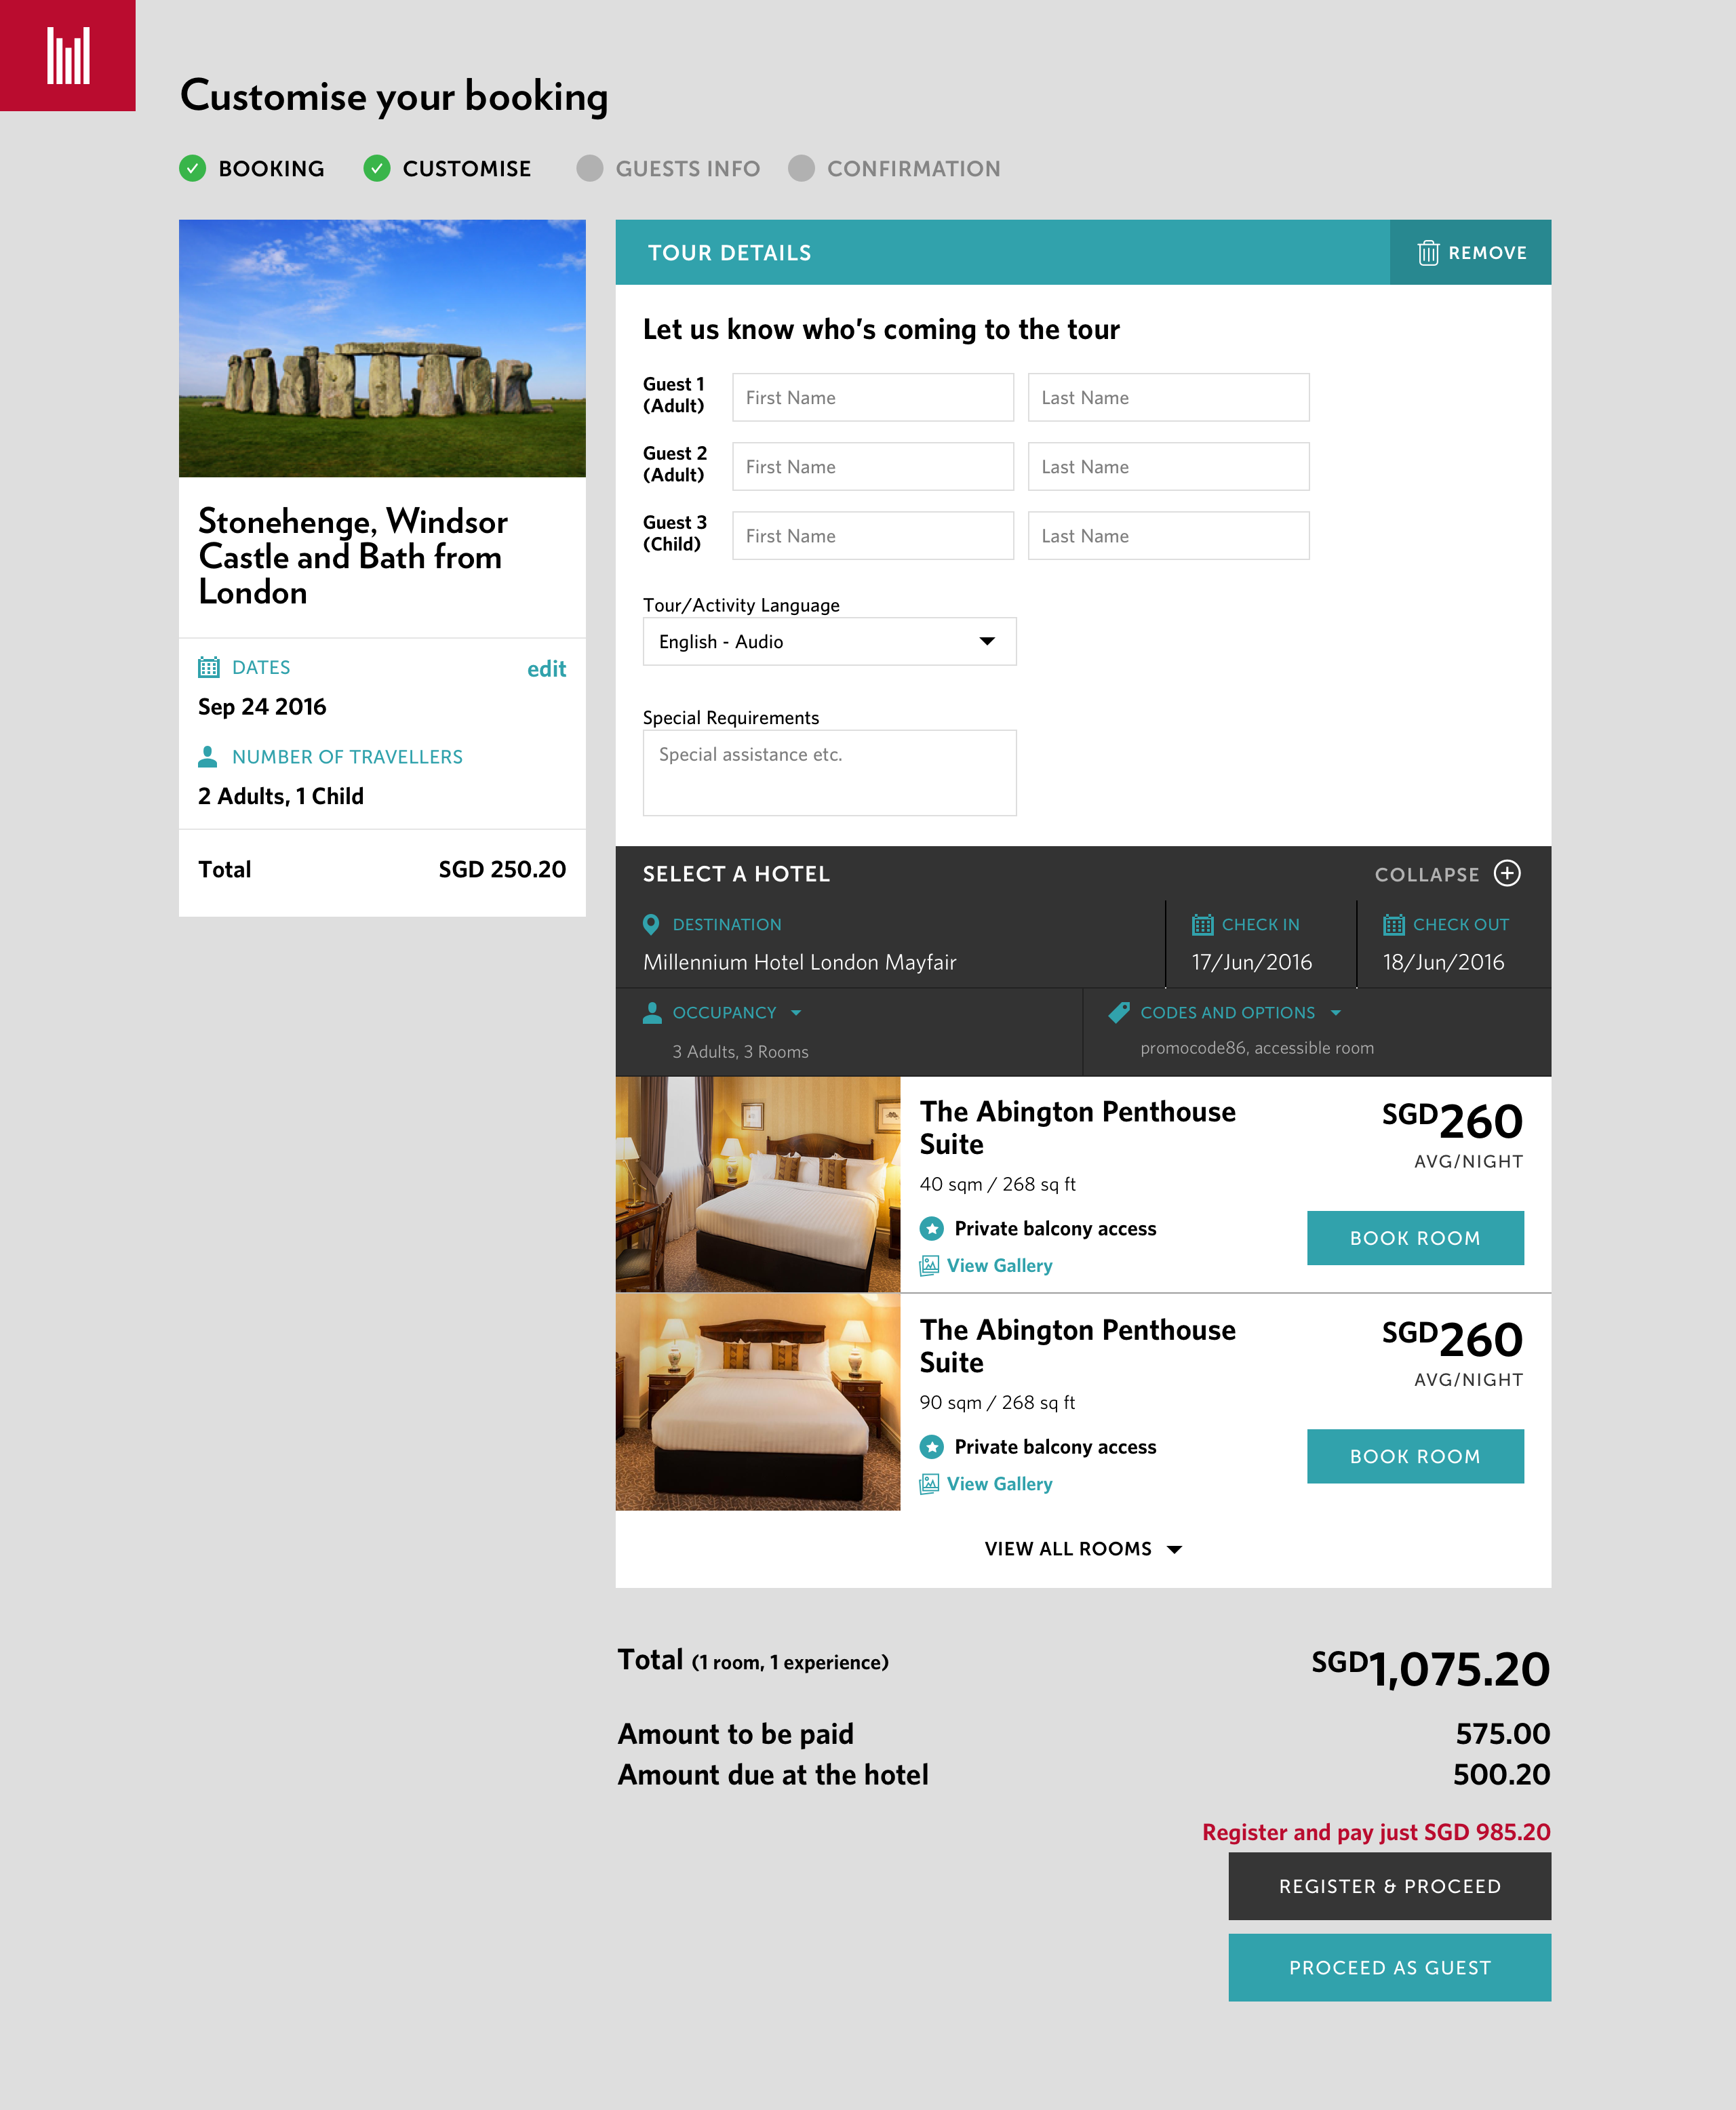 Customise your booking
BOOKING
CUSTOMISE
GUESTS INFO
CONFIRMATION
Stonehenge, Windsor
Castle and Bath from
London
DATES
edit
Sep 24 2016
NUMBER OF TRAVELLERS
2 Adults, 1 Child
Total
SGD 250.20
TOUR DETAILS
REMOVE
Let us know who's coming to the tour
Guest 1
(Adult)
First Name
Last Name
Guest 2
(Adult)
First Name
Last Name
Guest 3
(Child)
First Name
Last Name
Tour/Activity Language
English - Audio
Special Requirements
Special assistance etc.
SELECT A HOTEL
COLLAPSE
DESTINATION
Millennium Hotel London Mayfair
CHECK IN
17/Jun/2016
CHECK OUT
18/Jun/2016
OCCUPANCY
3 Adults, 3 Rooms
CODES AND OPTIONS
promocode86, accessible room
The Abington Penthouse
Suite
40 sqm / 268 sq ft
Private balcony access
View Gallery
SGD260
AVG/NIGHT
BOOK ROOM
The Abington Penthouse
Suite
90 sqm / 268 sq ft
Private balcony access
View Gallery
SGD260
AVG/NIGHT
BOOK ROOM
VIEW ALL ROOMS
Total (1 room, 1 experience)
SGD1,075.20
Amount to be paid
575.00
Amount due at the hotel
500.20
Register and pay just SGD 985.20
REGISTER & PROCEED
PROCEED AS GUEST